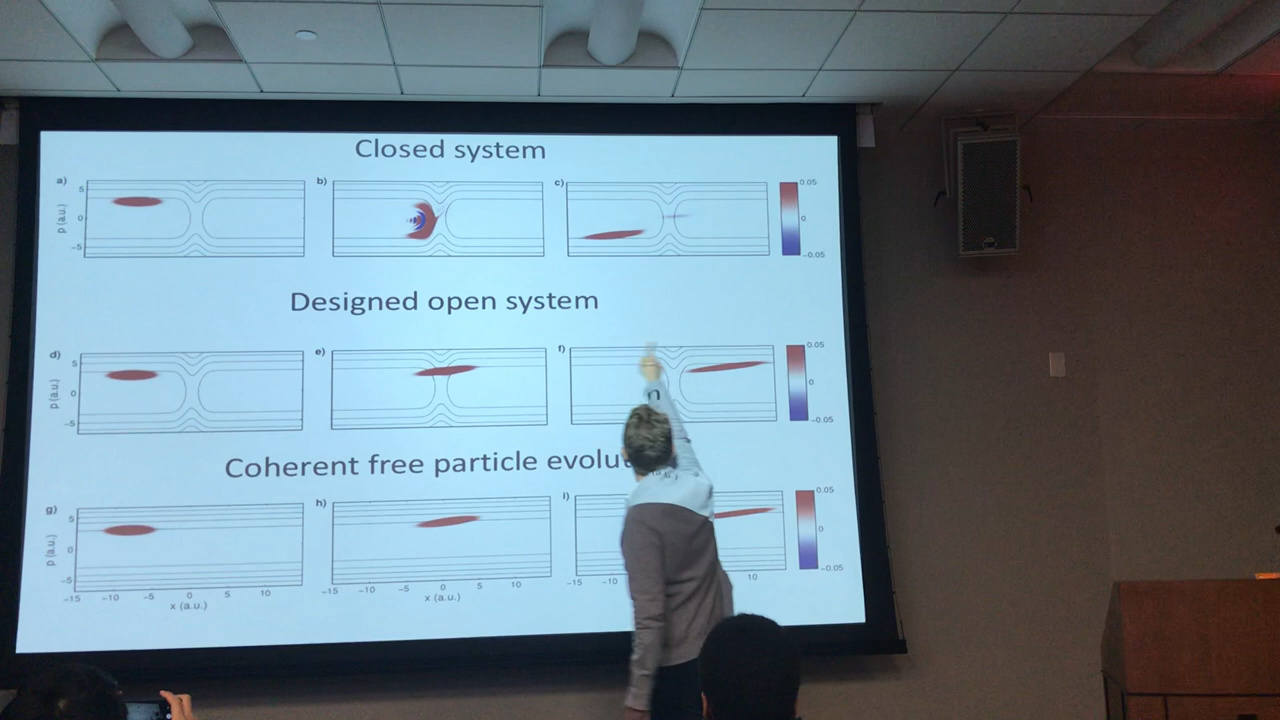 Closed system
a) b) c)
5 0.05
p (a.u.) 0 0
−5 −0.05
Designed open system
d) e) f)
5 0.05
p (a.u.) 0 0
−5 −0.05
n
Coherent free particle evolut
g) h) i)
5 0.05
p (a.u.) 0 0
−5 −0.05
−15 −10 −5 0 5 10 −15 −10 −5 0 5 10 −15 −10 10
x (a.u.) x (a.u.)